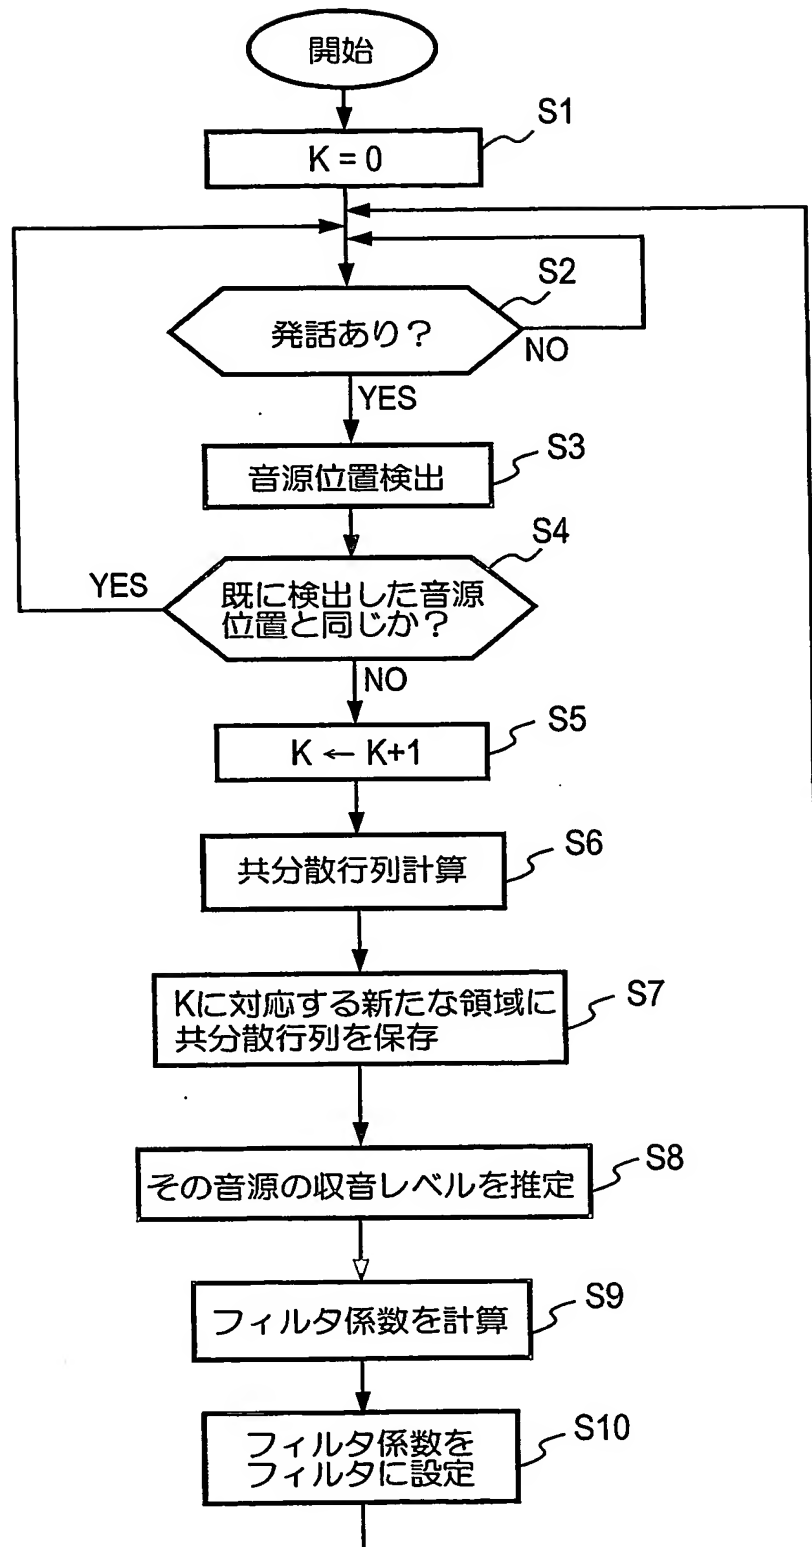 開始
S1
K = 0
S2
発話あり？
NO
YES
S3
音源位置検出
S4
YES
既に検出した音源
位置と同じか？
NO
S5
K ← K+1
S6
共分散行列計算
S7
Kに対応する新たな領域に
共分散行列を保存
S8
その音源の収音レベルを推定
S9
フィルタ係数を計算
S10
フィルタ係数を
フィルタに設定